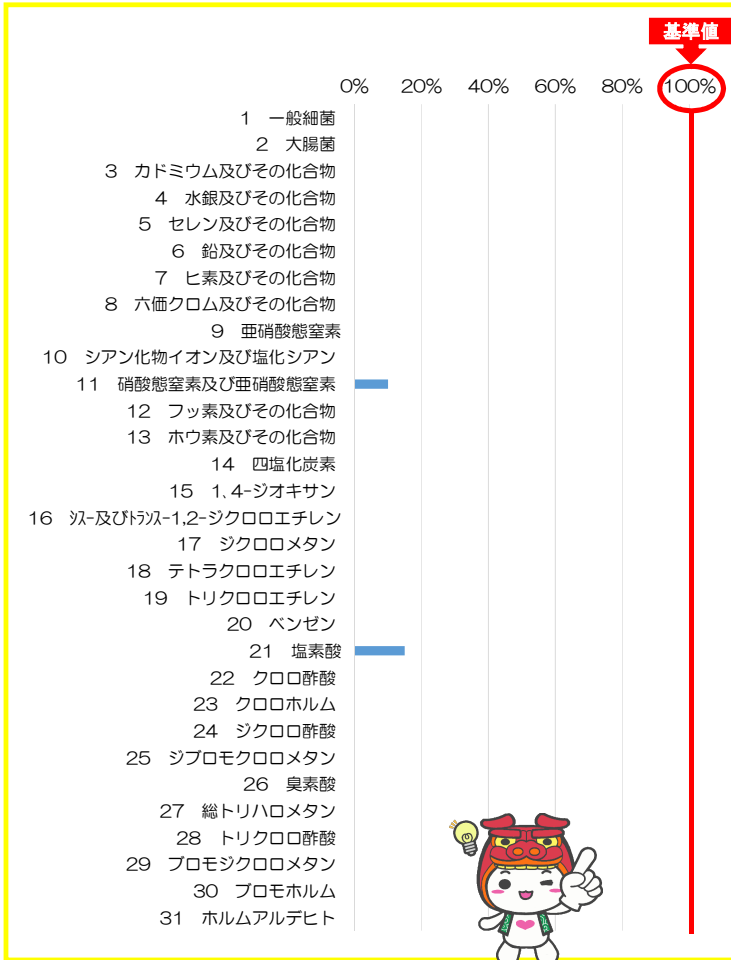 基準値
0% 20% 40% 60% 80% 100%
1 一般細菌
2 大腸菌
3 カドミウム及びその化合物
4 水銀及びその化合物
5 セレン及びその化合物
6 鉛及びその化合物
7 ヒ素及びその化合物
8 六価クロム及びその化合物
9 亜硝酸態窒素
10 シアン化物イオン及び塩化シアン
11 硝酸態窒素及び亜硝酸態窒素
12 フッ素及びその化合物
13 ホウ素及びその化合物
14 四塩化炭素
15 1、4-ジオキサン
16 シス-及びトランス-1,2-ジクロロエチレン
17 ジクロロメタン
18 テトラクロロエチレン
19 トリクロロエチレン
20 ベンゼン
21 塩素酸
22 クロロ酢酸
23 クロロホルム
24 ジクロロ酢酸
25 ジブロモクロロメタン
26 臭素酸
27 総トリハロメタン
28 トリクロロ酢酸
29 ブロモジクロロメタン
30 ブロモホルム
31 ホルムアルデヒト